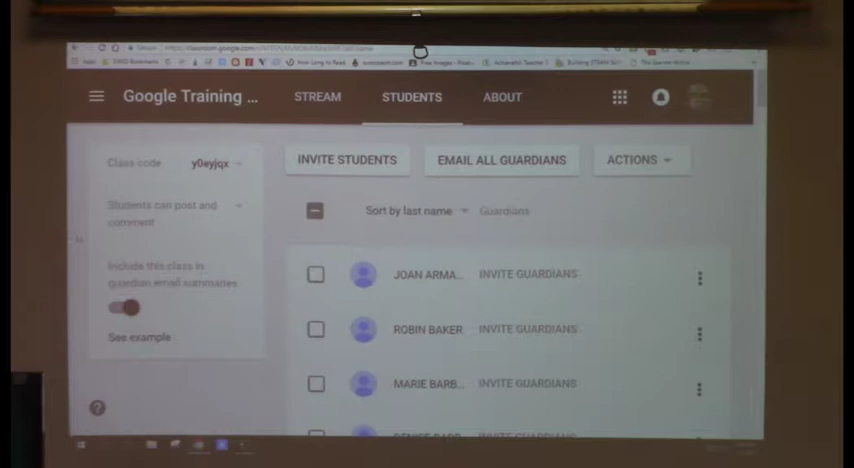 Google Training ... STREAM STUDENTS ABOUT
Class code y0eyjqx
INVITE STUDENTS EMAIL ALL GUARDIANS ACTIONS
Students can post and
comment
Sort by last name Guardians
Include this class in
guardian email summaries
See example
JOAN ARMA... INVITE GUARDIANS
ROBIN BAKER INVITE GUARDIANS
MARIE BARB... INVITE GUARDIANS